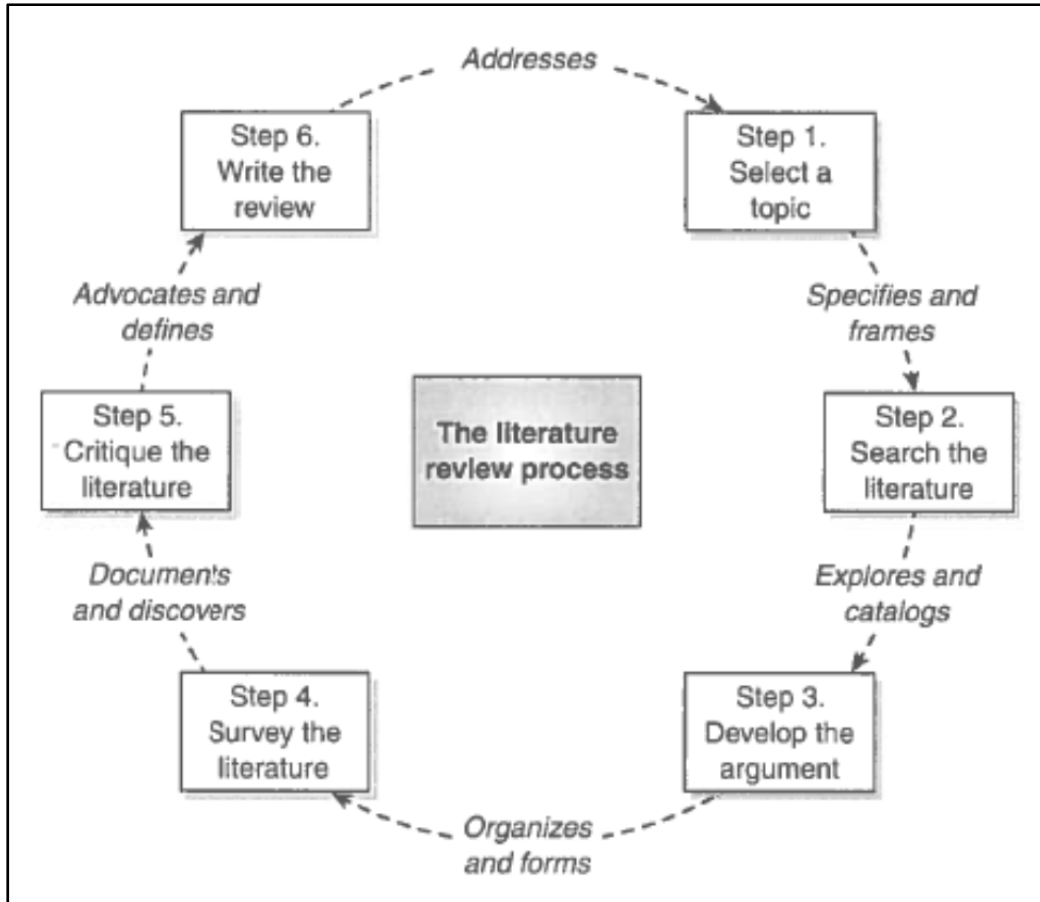 Addresses
Step 1.
Select a
topic
Specifies and
frames
Step 2.
Search the
literature
Explores and
catalogs
Step 3.
Develop the
argument
Organizes
and forms
Step 4.
Survey the
literature
Documents
and discovers
Step 5.
Critique the
literature
Advocates and
defines
Step 6.
Write the
review
The literature
review process